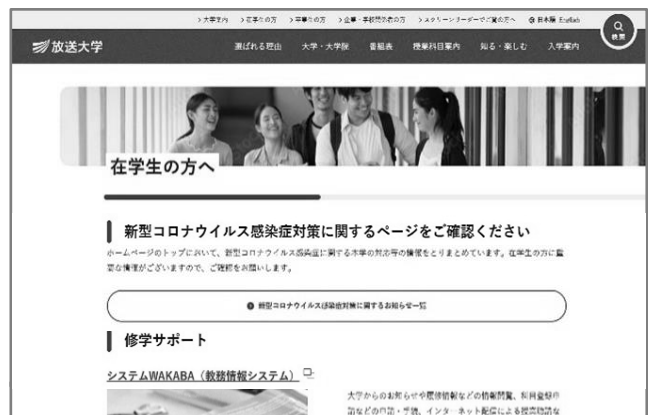 大学案内 在学生の方 卒業生の方 企業・学校関係者の方 スクリーンリーダーでご覧の方へ 日本語 English
検索
放送大学
選ばれる理由 大学・大学院 番組表 授業科目案内 知る・楽しむ 入学案内
在学生の方へ
新型コロナウイルス感染症対策に関するページをご確認ください
ホームページのトップにおいて、新型コロナウイルス感染症に関する本学の対応等の情報をとりまとめています。在学生の方に重
要な情報がございますので、ご確認をお願いします。
新型コロナウイルス感染症対策に関するお知らせ一覧
修学サポート
システムWAKABA（教務情報システム）
大学からのお知らせや履修情報などの情報閲覧、科目登録申
請などの申請・手続、インターネット配信による授業聴講な